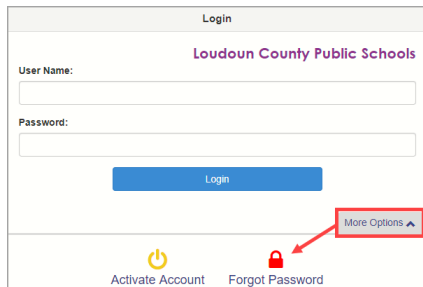 Login
Loudoun County Public Schools
User Name:
Password:
Login
More Options
Activate Account Forgot Password